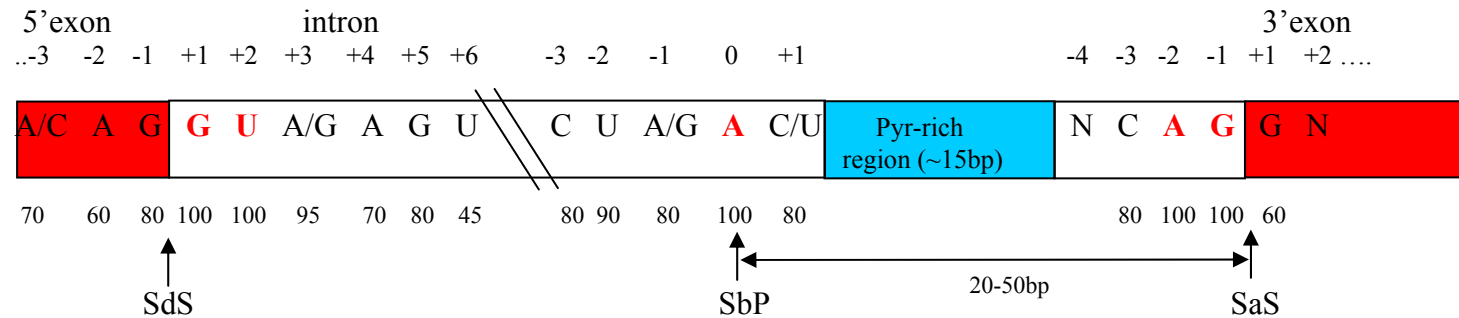 5’exon intron 3’exon
..-3 -2 -1 +1 +2 +3 +4 +5 +6 -3 -2 -1 0 +1 -4 -3 -2 -1 +1 +2 ….
A/C A G G U A/G A G U C U A/G A C/U Pyr-rich N C A G G N
region (~15bp)
70 60 80 100 100 95 70 80 45 80 90 80 100 80 80 100 100 60
20-50bp
SdS SbP SaS